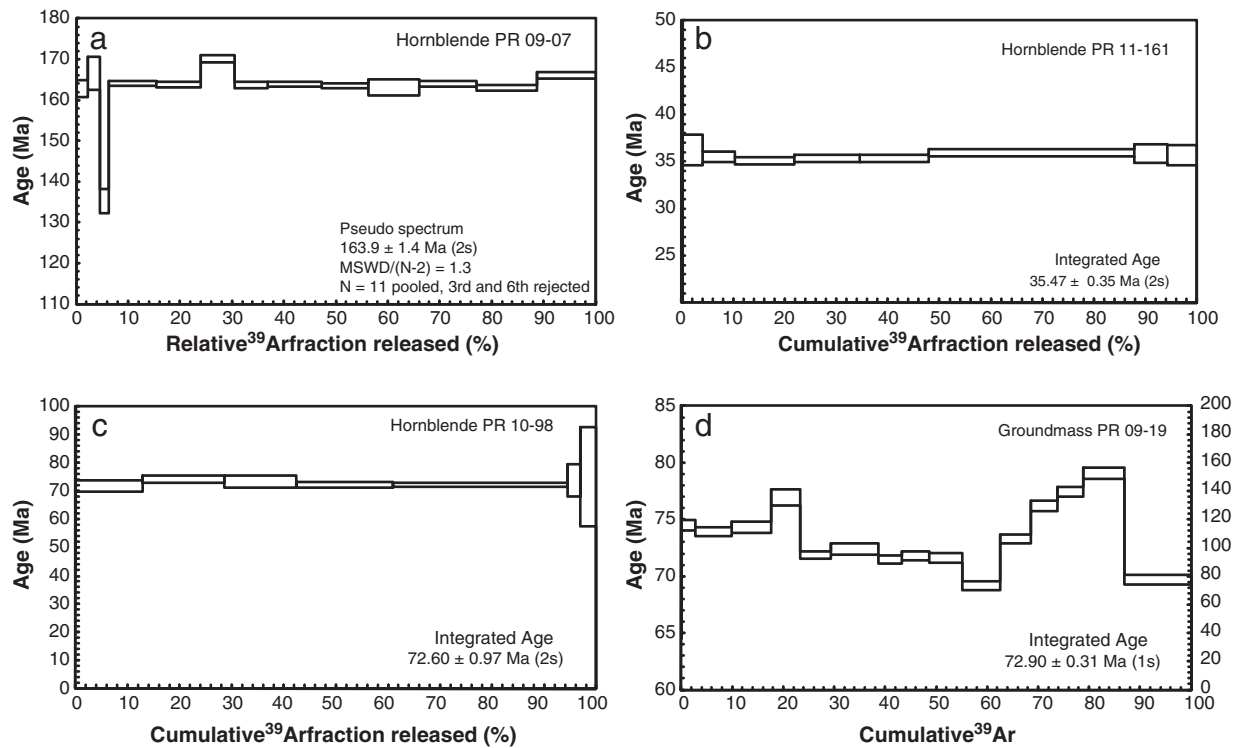 a
Hornblende PR 09-07
Age (Ma)
180
170
160
150
140
130
120
110
Pseudo spectrum
163.9 ± 1.4 Ma (2s)
MSWD/(N-2) = 1.3
N = 11 pooled, 3rd and 6th rejected
0 10 20 30 40 50 60 70 80 90 100
Relative³⁹Arfraction released (%)
b
Hornblende PR 11-161
Age (Ma)
50
45
40
35
30
25
Integrated Age
35.47 ± 0.35 Ma (2s)
0 10 20 30 40 50 60 70 80 90 100
Cumulative³⁹Arfraction released (%)
c
Hornblende PR 10-98
Age (Ma)
100
90
80
70
60
50
40
30
20
10
0
Integrated Age
72.60 ± 0.97 Ma (2s)
0 10 20 30 40 50 60 70 80 90 100
Cumulative³⁹Arfraction released (%)
d
Groundmass PR 09-19
Age (Ma)
85
80
75
70
65
60
200
180
160
140
120
100
80
60
40
20
0
Integrated Age
72.90 ± 0.31 Ma (1s)
0 10 20 30 40 50 60 70 80 90 100
Cumulative³⁹Ar